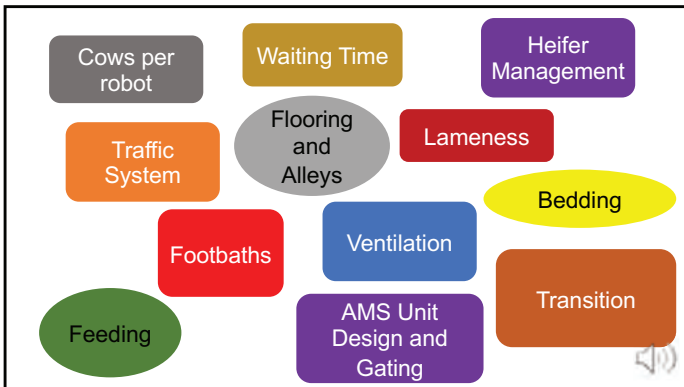 Cows per
robot
Waiting Time
Heifer
Management
Traffic
System
Flooring
and
Alleys
Lameness
Bedding
Footbaths
Ventilation
Transition
Feeding
AMS Unit
Design and
Gating